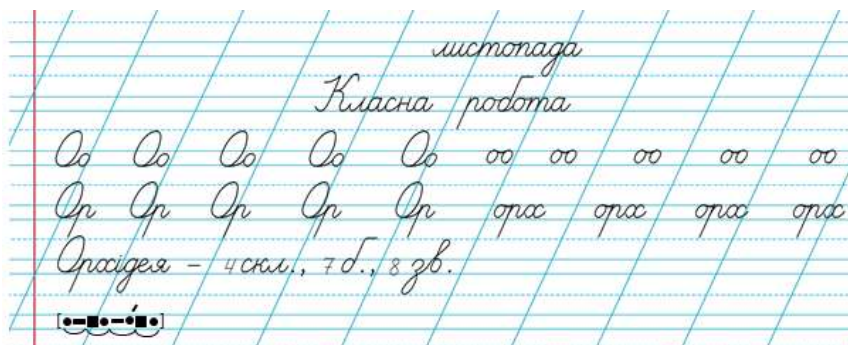 листопада
Класна робота
Оо Оо Оо Оо Оо оо оо оо оо оо
Ор Ор Ор Ор Ор орх орх орх орх
Орхідея - 4 скл., 7 б., 8 зв.